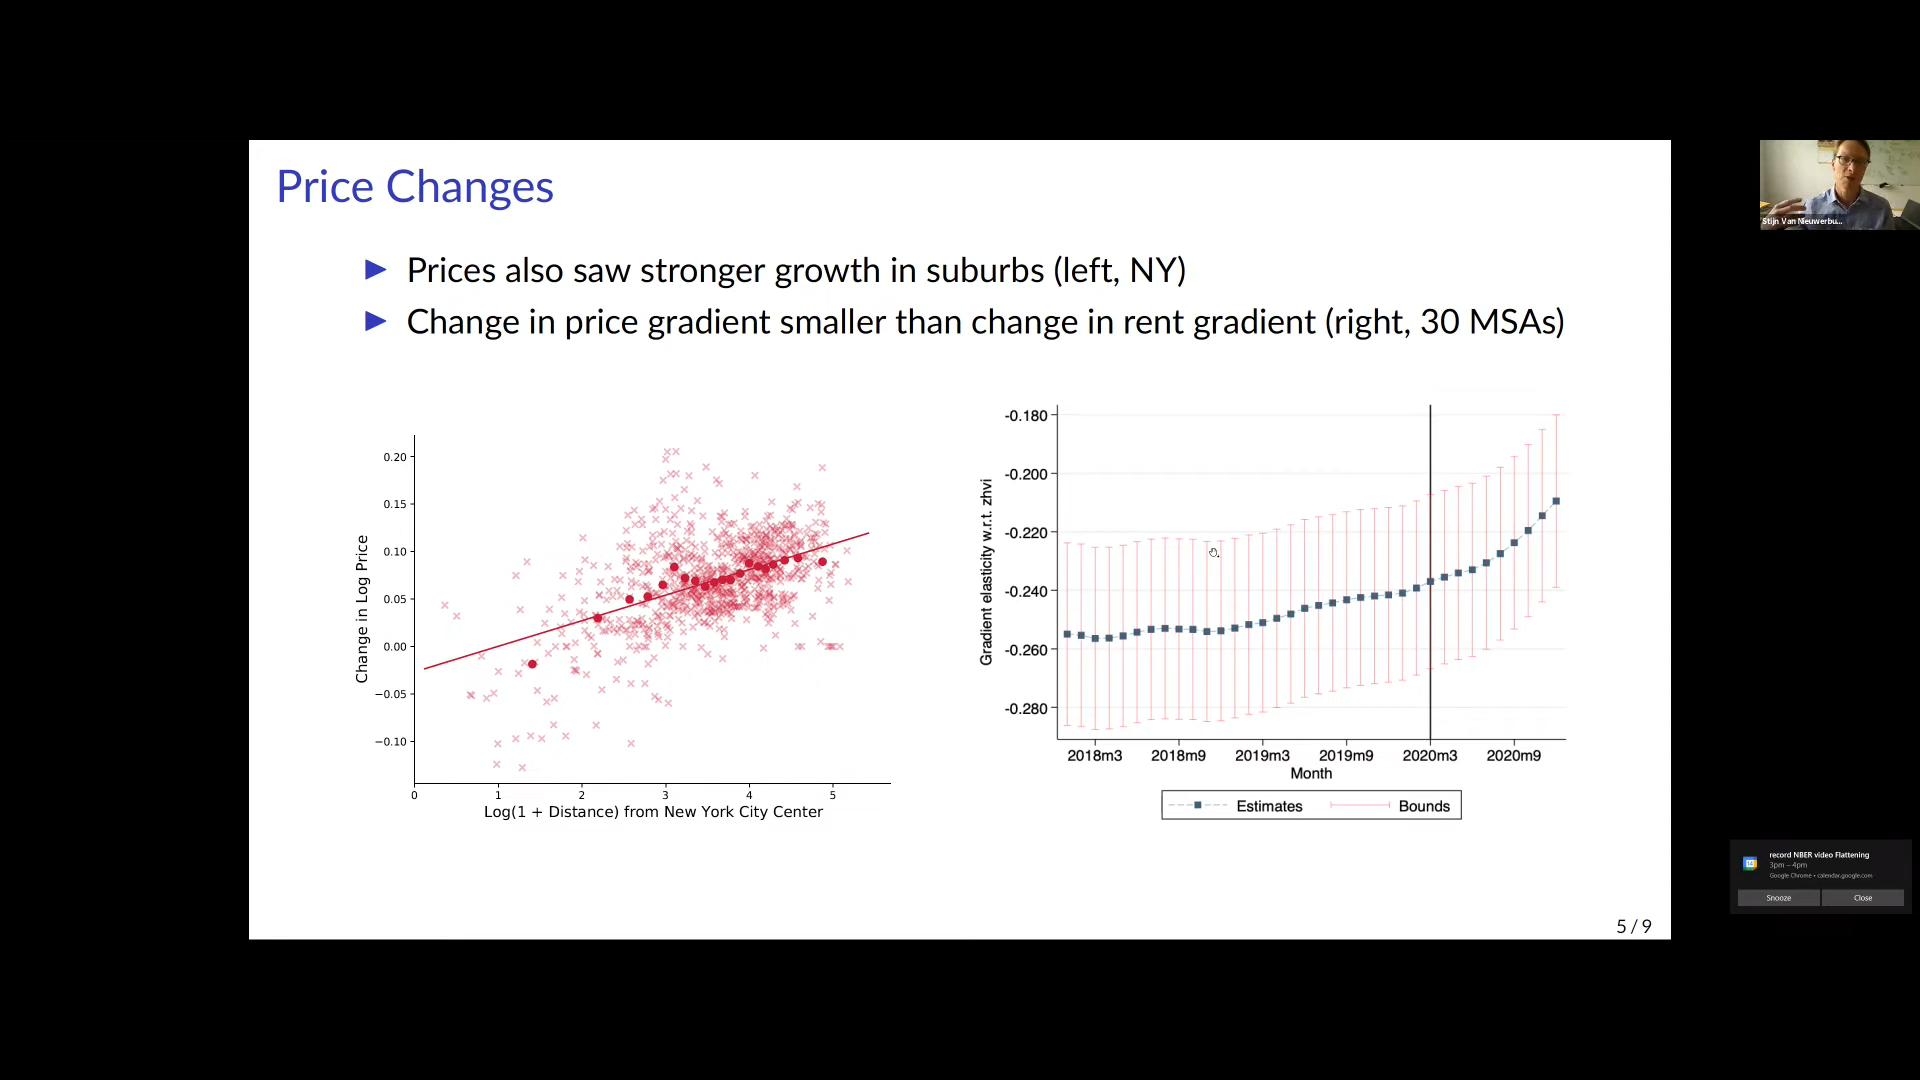 Price Changes
Prices also saw stronger growth in suburbs (left, NY)
Change in price gradient smaller than change in rent gradient (right, 30 MSAs)
0.20
0.15
0.10
0.05
0.00
−0.05
−0.10
Change in Log Price
0 1 2 3 4 5
Log(1 + Distance) from New York City Center
-0.180
-0.200
-0.220
-0.240
-0.260
-0.280
Gradient elasticity w.r.t. zhvi
2018m3 2018m9 2019m3 2019m9 2020m3 2020m9
Month
Estimates Bounds
5 / 9
Stijn Van Nieuwerbu...
record NBER video Flattening
3pm – 4pm
Google Chrome • calendar.google.com
Snooze Close